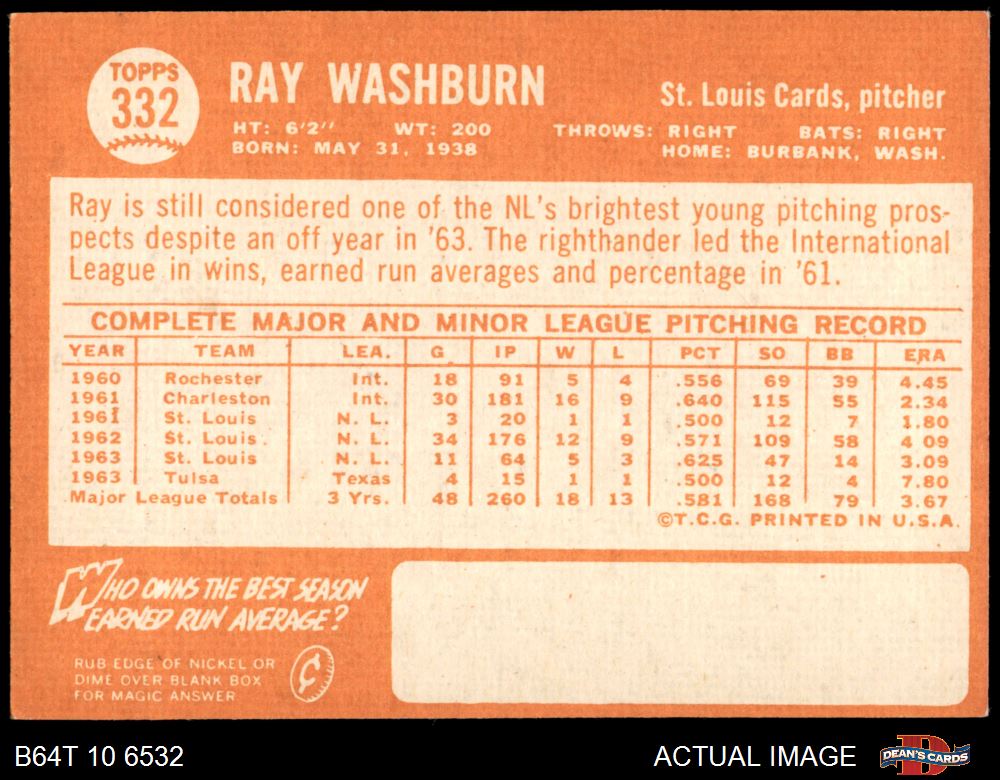 TOPPS
332
RAY WASHBURN
St. Louis Cards, pitcher
HT: 6'2" WT: 200 THROWS: RIGHT BATS: RIGHT
BORN: MAY 31, 1938 HOME: BURBANK, WASH.
Ray is still considered one of the NL's brightest young pitching pros-
pects despite an off year in '63. The righthander led the International
League in wins, earned run averages and percentage in '61.
COMPLETE MAJOR AND MINOR LEAGUE PITCHING RECORD
YEAR TEAM LEA. G IP W L PCT SO BB ERA
1960 Rochester Int. 18 91 5 4 .556 69 39 4.45
1961 Charleston Int. 30 181 16 9 .640 115 55 2.34
1961 St. Louis N. L. 3 20 1 1 .500 12 7 1.80
1962 St. Louis N. L. 34 176 12 9 .571 109 58 4 09
1963 St. Louis N. L. 11 64 5 3 .625 47 14 3.09
1963 Tulsa Texas 4 15 1 1 .500 12 4 7.80
Major League Totals 3 Yrs. 48 260 18 13 .581 168 79 3.67
©T.C.G. PRINTED IN U.S.A.
WHO OWNS THE BEST SEASON
EARNED RUN AVERAGE?
RUB EDGE OF NICKEL OR
DIME OVER BLANK BOX
FOR MAGIC ANSWER
¢
B64T 10 6532
ACTUAL IMAGE
DEAN'S CARDS